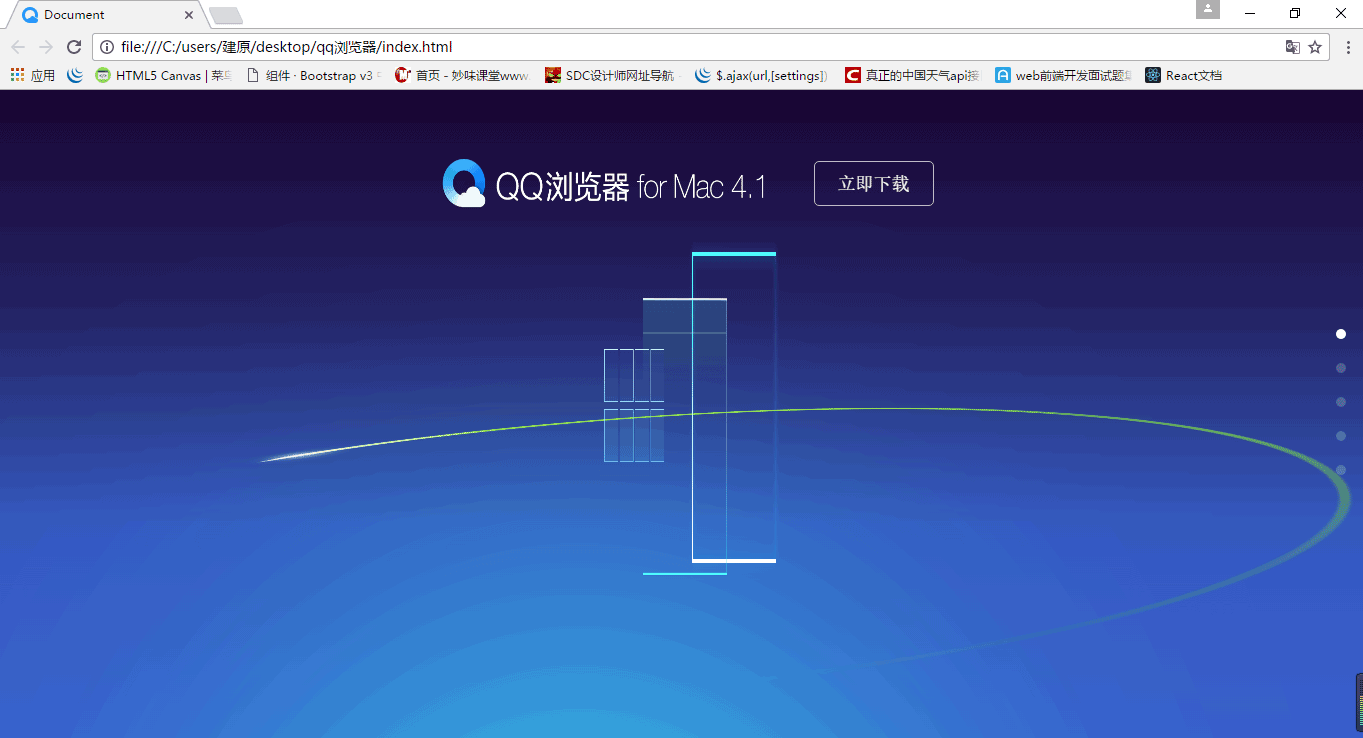 Document
file:///C:/users/建原/desktop/qq浏览器/index.html
应用 HTML5 Canvas | 菜鸟 组件 · Bootstrap v3 首页 - 妙味课堂www. SDC设计师网址导航 $.ajax(url,[settings]) 真正的中国天气api接 web前端开发面试题 React文档
QQ浏览器 for Mac 4.1 立即下载